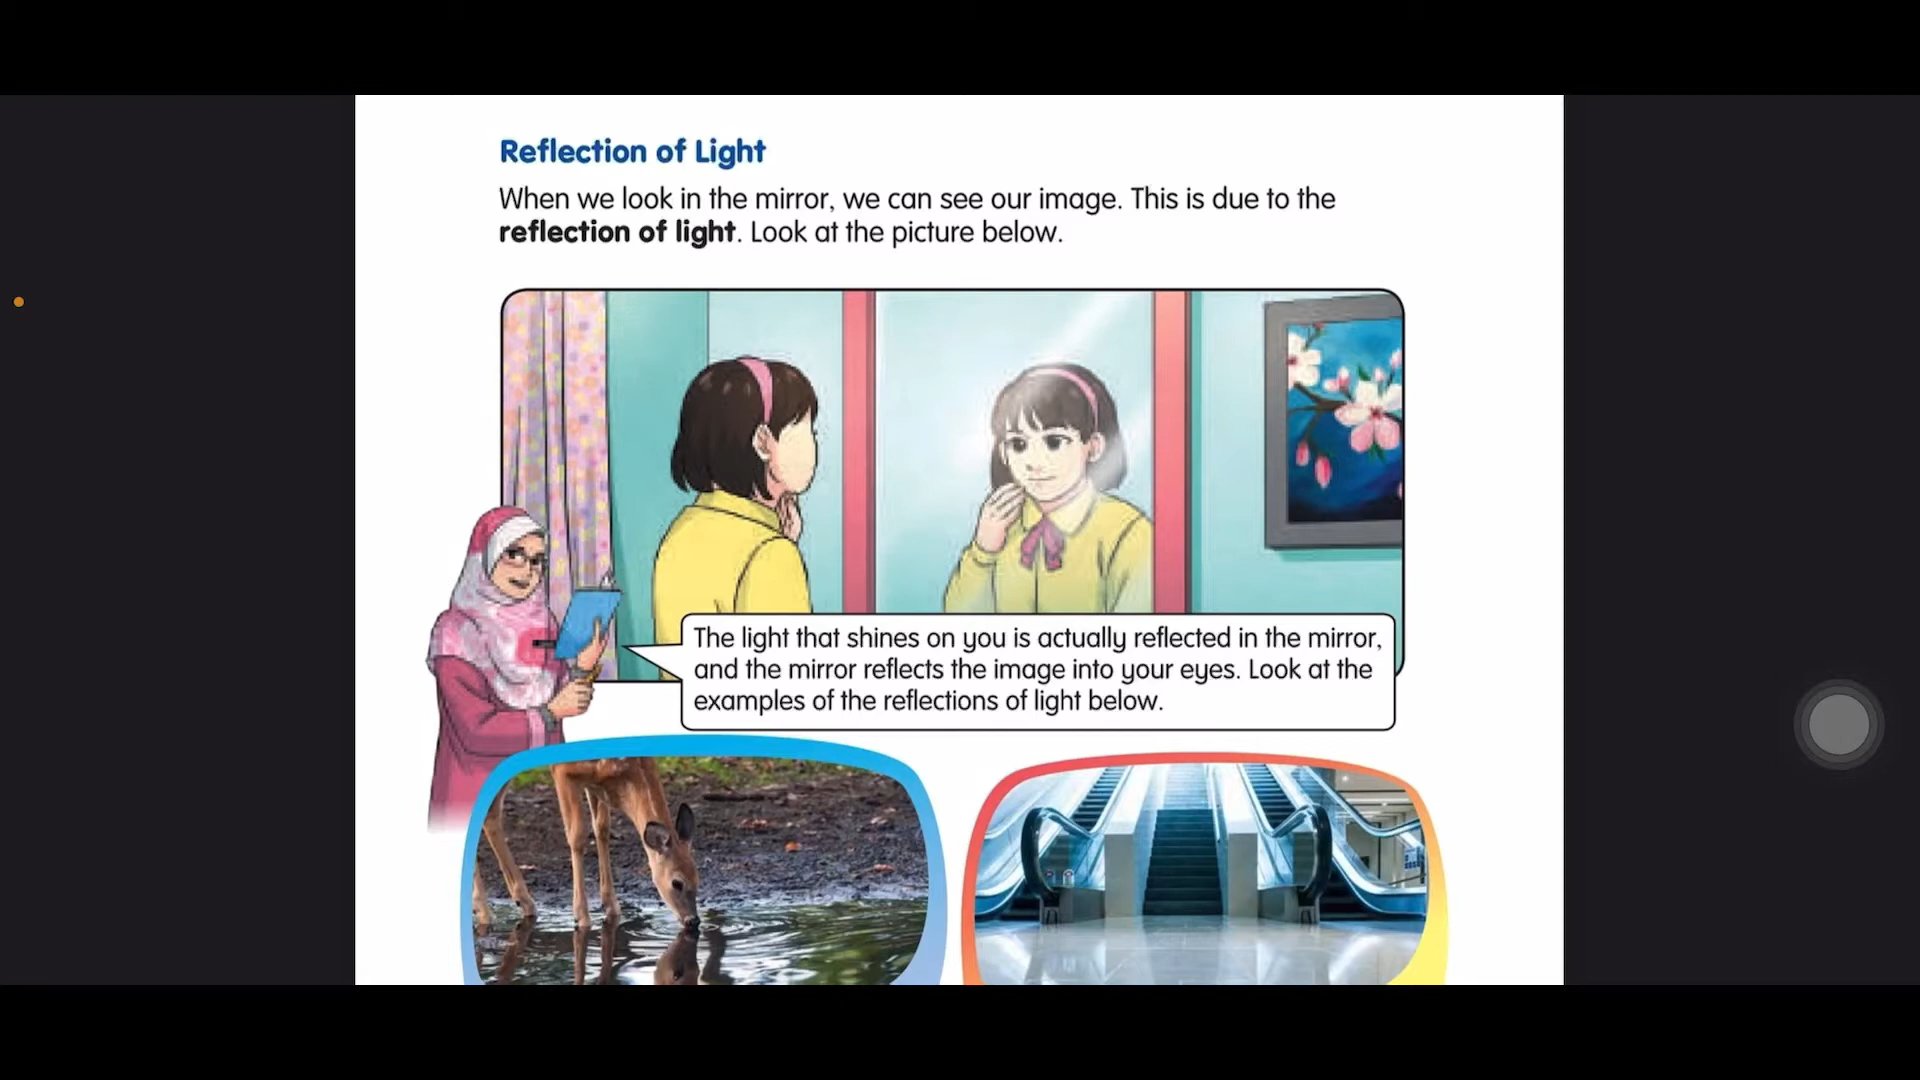 Reflection of Light
When we look in the mirror, we can see our image. This is due to the
reflection of light. Look at the picture below.
The light that shines on you is actually reflected in the mirror,
and the mirror reflects the image into your eyes. Look at the
examples of the reflections of light below.